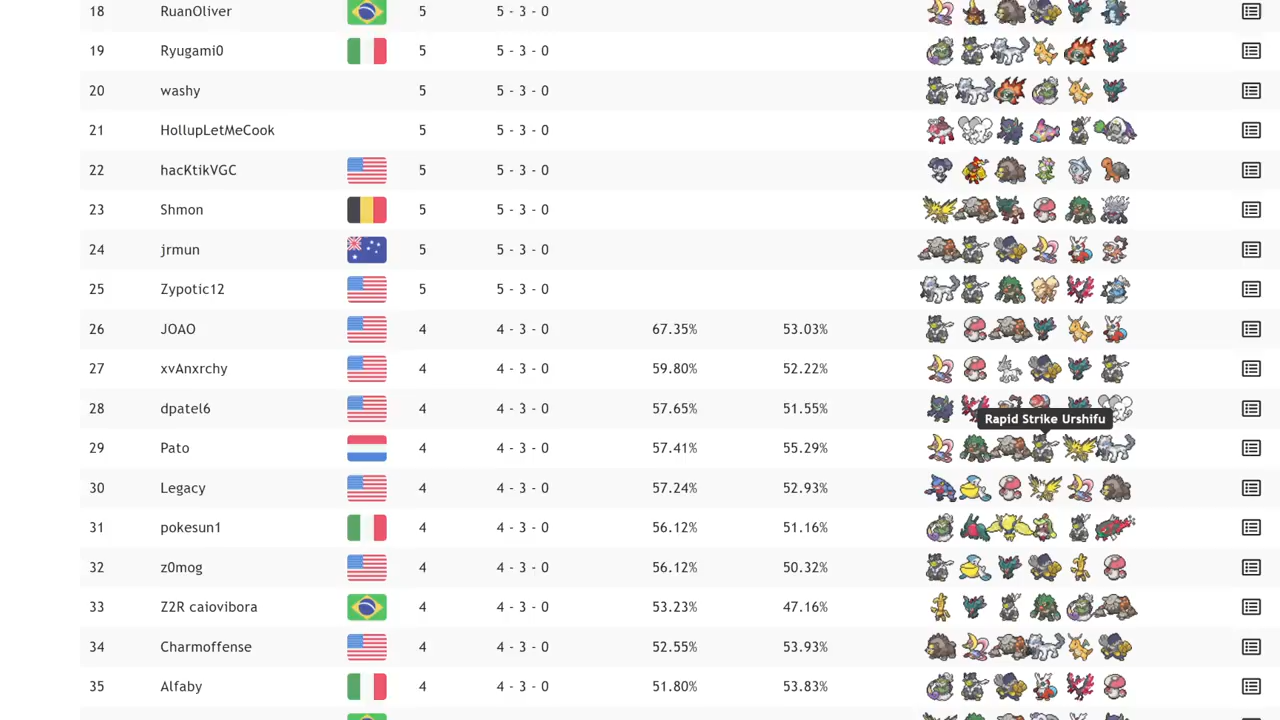 18 RuanOliver 5 5 - 3 - 0
19 Ryugami0 5 5 - 3 - 0
20 washy 5 5 - 3 - 0
21 HollupLetMeCook 5 5 - 3 - 0
22 hacKtikVGC 5 5 - 3 - 0
23 Shmon 5 5 - 3 - 0
24 jrmun 5 5 - 3 - 0
25 Zypotic12 5 5 - 3 - 0
26 JOAO 4 4 - 3 - 0 67.35% 53.03%
27 xvAnxrchy 4 4 - 3 - 0 59.80% 52.22%
28 dpatel6 4 4 - 3 - 0 57.65% 51.55%
Rapid Strike Urshifu
29 Pato 4 4 - 3 - 0 57.41% 55.29%
30 Legacy 4 4 - 3 - 0 57.24% 52.93%
31 pokesun1 4 4 - 3 - 0 56.12% 51.16%
32 z0mog 4 4 - 3 - 0 56.12% 50.32%
33 Z2R caiovibora 4 4 - 3 - 0 53.23% 47.16%
34 Charmoffense 4 4 - 3 - 0 52.55% 53.93%
35 Alfaby 4 4 - 3 - 0 51.80% 53.83%